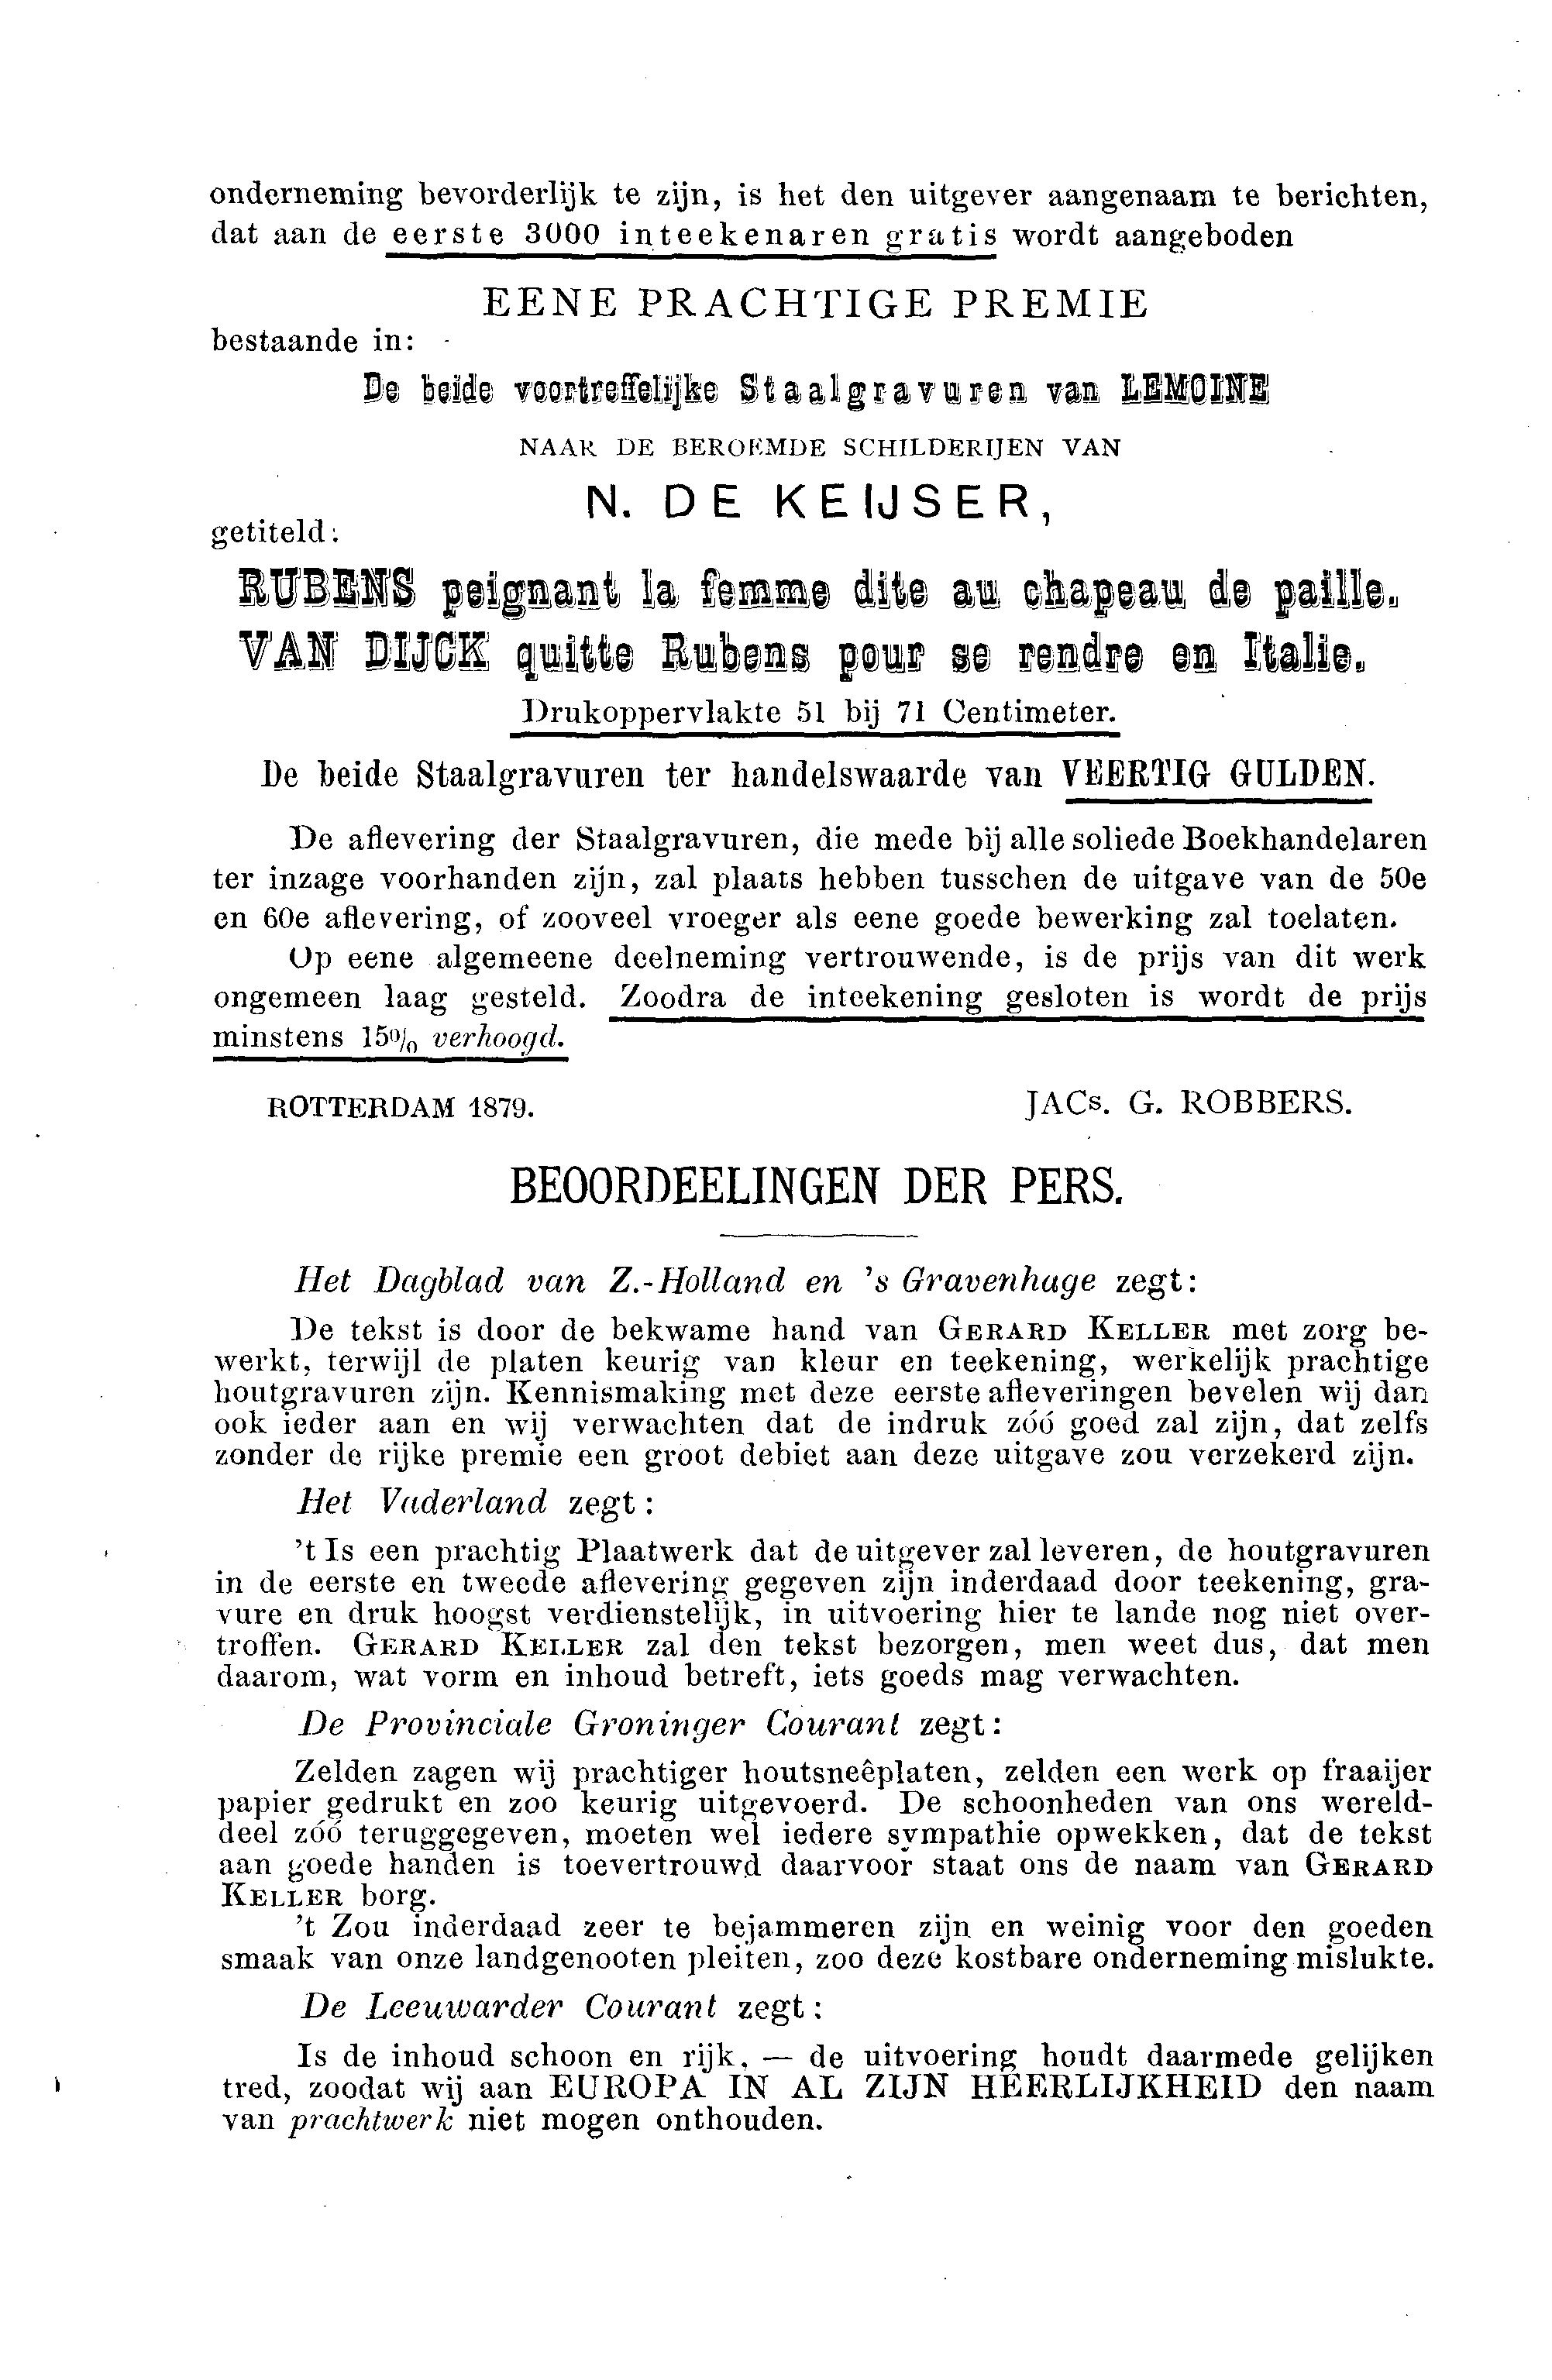 onderneming bevorderlijk te zijn, is het den uitgever aangenaam te berichten,
dat aan de eerste 3000 inteekenaren gratis wordt aangeboden
EENE PRACHTIGE PREMIE
bestaande in:
De beide voortreffelijke Staalgravuren van LEMOINE
NAAR DE BEROEMDE SCHILDERIJEN VAN
N. DE KEIJSER,
getiteld:
RUBENS peignant la femme dite au chapeau de paille.
VAN DIJCK quitte Rubens pour se rendre en Italie.
Drukoppervlakte 51 bij 71 Centimeter.
De beide Staalgravuren ter handelswaarde van VEERTIG GULDEN.
De aflevering der Staalgravuren, die mede bij alle soliede Boekhandelaren
ter inzage voorhanden zijn, zal plaats hebben tusschen de uitgave van de 50e
en 60e aflevering, of zooveel vroeger als eene goede bewerking zal toelaten.
Op eene algemeene deelneming vertrouwende, is de prijs van dit werk
ongemeen laag gesteld. Zoodra de inteekening gesloten is wordt de prijs
minstens 15% verhoogd.
ROTTERDAM 1879. JACs. G. ROBBERS.
BEOORDEELINGEN DER PERS.
Het Dagblad van Z.-Holland en 's Gravenhage zegt:
De tekst is door de bekwame hand van GERARD KELLER met zorg be-
werkt, terwijl de platen keurig van kleur en teekening, werkelijk prachtige
houtgravuren zijn. Kennismaking met deze eerste afleveringen bevelen wij dan
ook ieder aan en wij verwachten dat de indruk zóó goed zal zijn, dat zelfs
zonder de rijke premie een groot debiet aan deze uitgave zou verzekerd zijn.
Het Vaderland zegt:
't Is een prachtig Plaatwerk dat de uitgever zal leveren, de houtgravuren
in de eerste en tweede aflevering gegeven zijn inderdaad door teekening, gra-
vure en druk hoogst verdienstelijk, in uitvoering hier te lande nog niet over-
troffen. GERARD KELLER zal den tekst bezorgen, men weet dus, dat men
daarom, wat vorm en inhoud betreft, iets goeds mag verwachten.
De Provinciale Groninger Courant zegt:
Zelden zagen wij prachtiger houtsneêplaten, zelden een werk op fraaijer
papier gedrukt en zoo keurig uitgevoerd. De schoonheden van ons wereld-
deel zóó teruggegeven, moeten wel iedere sympathie opwekken, dat de tekst
aan goede handen is toevertrouwd daarvoor staat ons de naam van GERARD
KELLER borg.
't Zou inderdaad zeer te bejammeren zijn en weinig voor den goeden
smaak van onze landgenooten pleiten, zoo deze kostbare onderneming mislukte.
De Leeuwarder Courant zegt:
Is de inhoud schoon en rijk, — de uitvoering houdt daarmede gelijken
tred, zoodat wij aan EUROPA IN AL ZIJN HEERLIJKHEID den naam
van prachtwerk niet mogen onthouden.